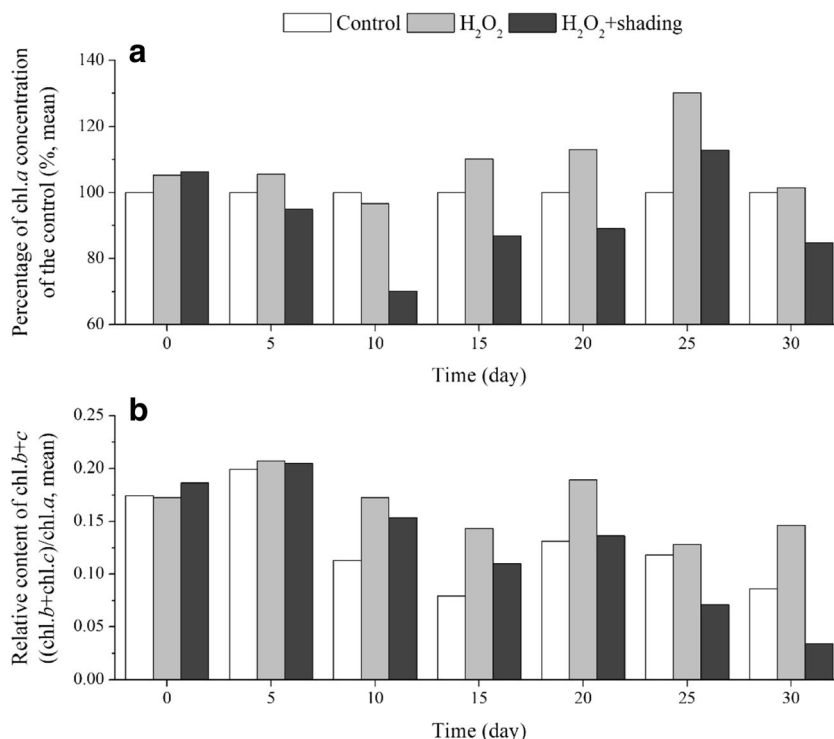 Control H₂O₂ H₂O₂+shading
a
Percentage of chl.a concentration
of the control (%, mean)
140
120
100
80
60
0 5 10 15 20 25 30
Time (day)
b
Relative content of chl.b+c
((chl.b+chl.c)/chl.a, mean)
0.25
0.20
0.15
0.10
0.05
0.00
0 5 10 15 20 25 30
Time (day)